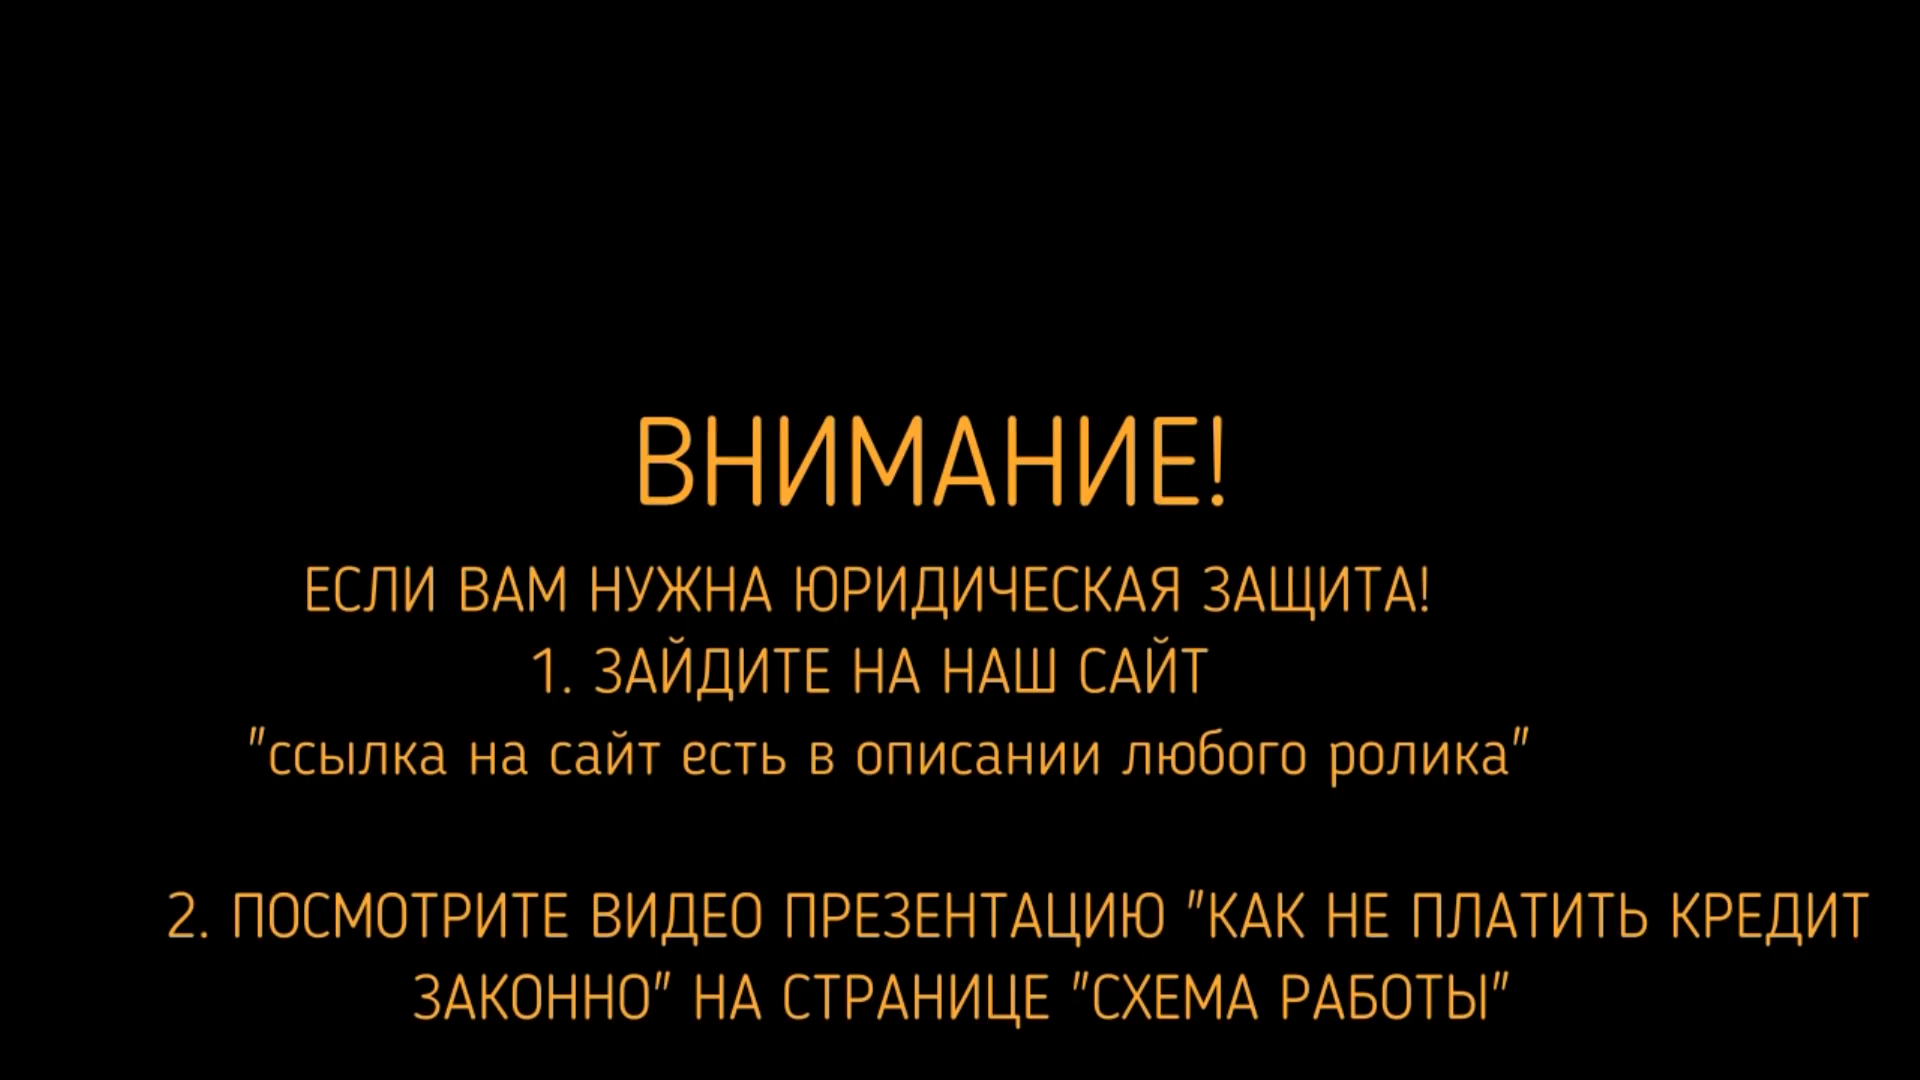 ВНИМАНИЕ!
ЕСЛИ ВАМ НУЖНА ЮРИДИЧЕСКАЯ ЗАЩИТА!
1. ЗАЙДИТЕ НА НАШ САЙТ
"ссылка на сайт есть в описании любого ролика"
2. ПОСМОТРИТЕ ВИДЕО ПРЕЗЕНТАЦИЮ "КАК НЕ ПЛАТИТЬ КРЕДИТ
ЗАКОННО" НА СТРАНИЦЕ "СХЕМА РАБОТЫ"